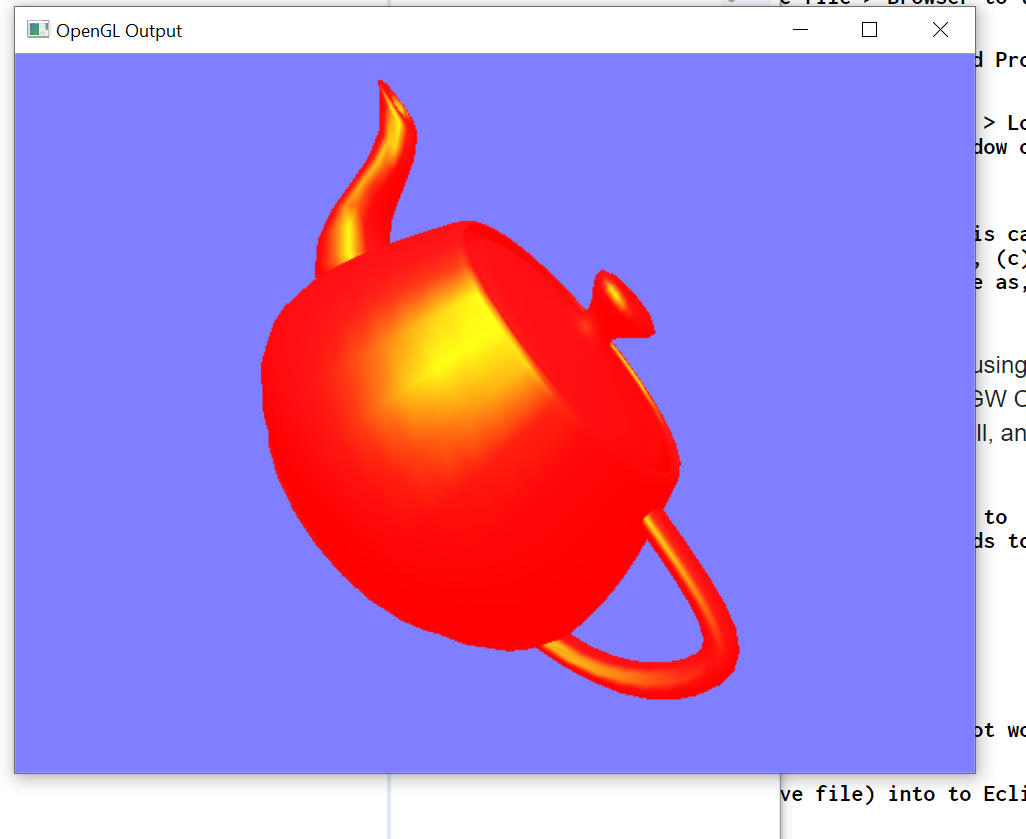 e file > Browser to
OpenGL Output
d Pro
> Lo
dow
is ca
, (c)
e as,
using
GW
ll, an
to
ds to
ot wo
ve file) into to Ecli